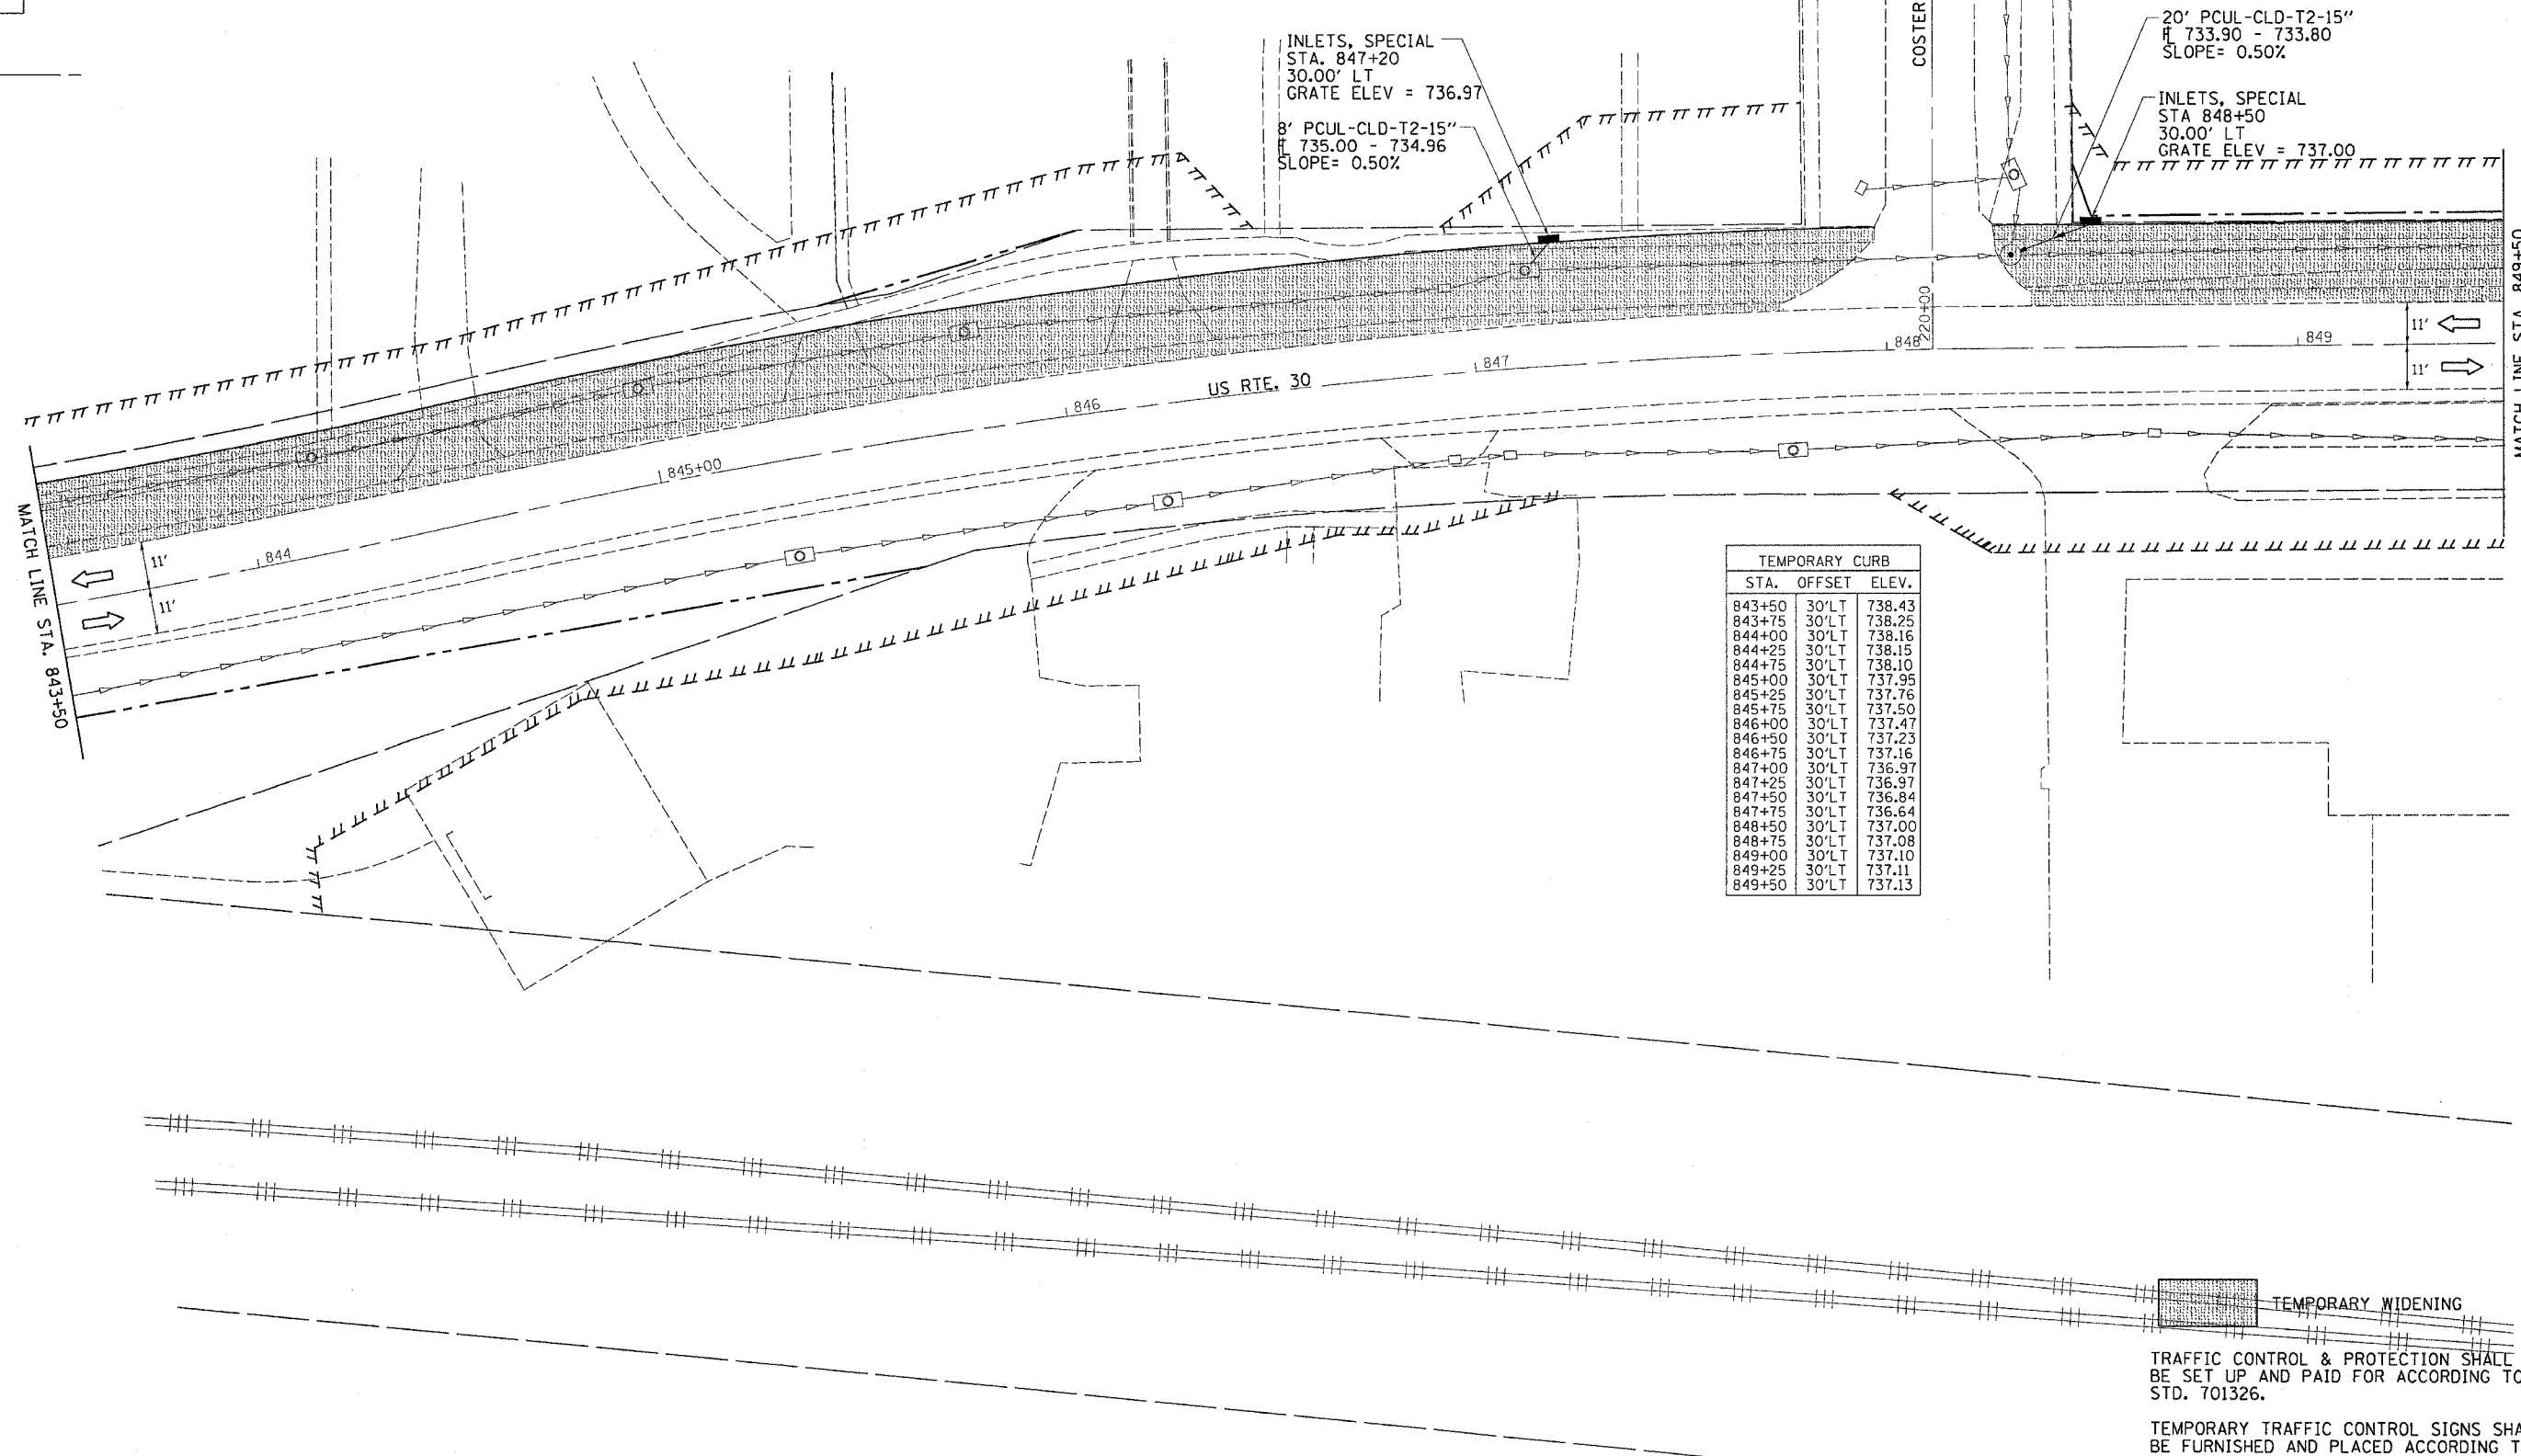 COSTER
INLETS, SPECIAL
STA. 847+20
30.00' LT
GRATE ELEV = 736.97
8' PCUL-CLD-T2-15"
FL 735.00 - 734.96
SLOPE= 0.50%
20' PCUL-CLD-T2-15"
FL 733.90 - 733.80
SLOPE= 0.50%
INLETS, SPECIAL
STA 848+50
30.00' LT
GRATE ELEV = 737.00
220+00
844
845+00
846
US RTE. 30
847
848
849
11'
11'
11'
11'
MATCH LINE STA. 843+50
MATCH LINE STA. 849+50
TEMPORARY CURB
STA. OFFSET ELEV.
843+50 30'LT 738.43
843+75 30'LT 738.25
844+00 30'LT 738.16
844+25 30'LT 738.15
844+75 30'LT 738.10
845+00 30'LT 737.95
845+25 30'LT 737.76
845+75 30'LT 737.50
846+00 30'LT 737.47
846+50 30'LT 737.23
846+75 30'LT 737.16
847+00 30'LT 736.97
847+25 30'LT 736.97
847+50 30'LT 736.84
847+75 30'LT 736.64
848+50 30'LT 737.00
848+75 30'LT 737.08
849+00 30'LT 737.10
849+25 30'LT 737.11
849+50 30'LT 737.13
TEMPORARY WIDENING
TRAFFIC CONTROL & PROTECTION SHALL
BE SET UP AND PAID FOR ACCORDING TO
STD. 701326.
TEMPORARY TRAFFIC CONTROL SIGNS SHA
BE FURNISHED AND PLACED ACCORDING T